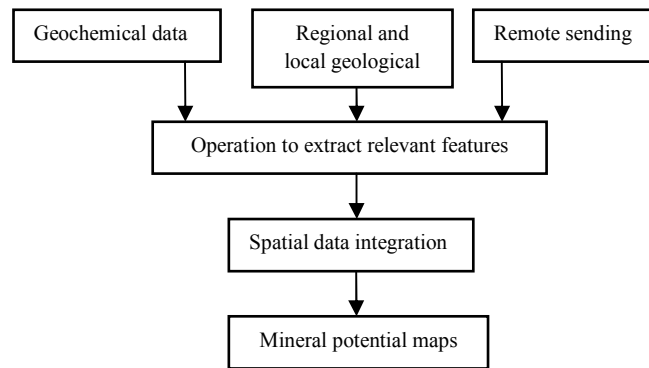 Geochemical data
Regional and
local geological
Remote sending
Operation to extract relevant features
Spatial data integration
Mineral potential maps